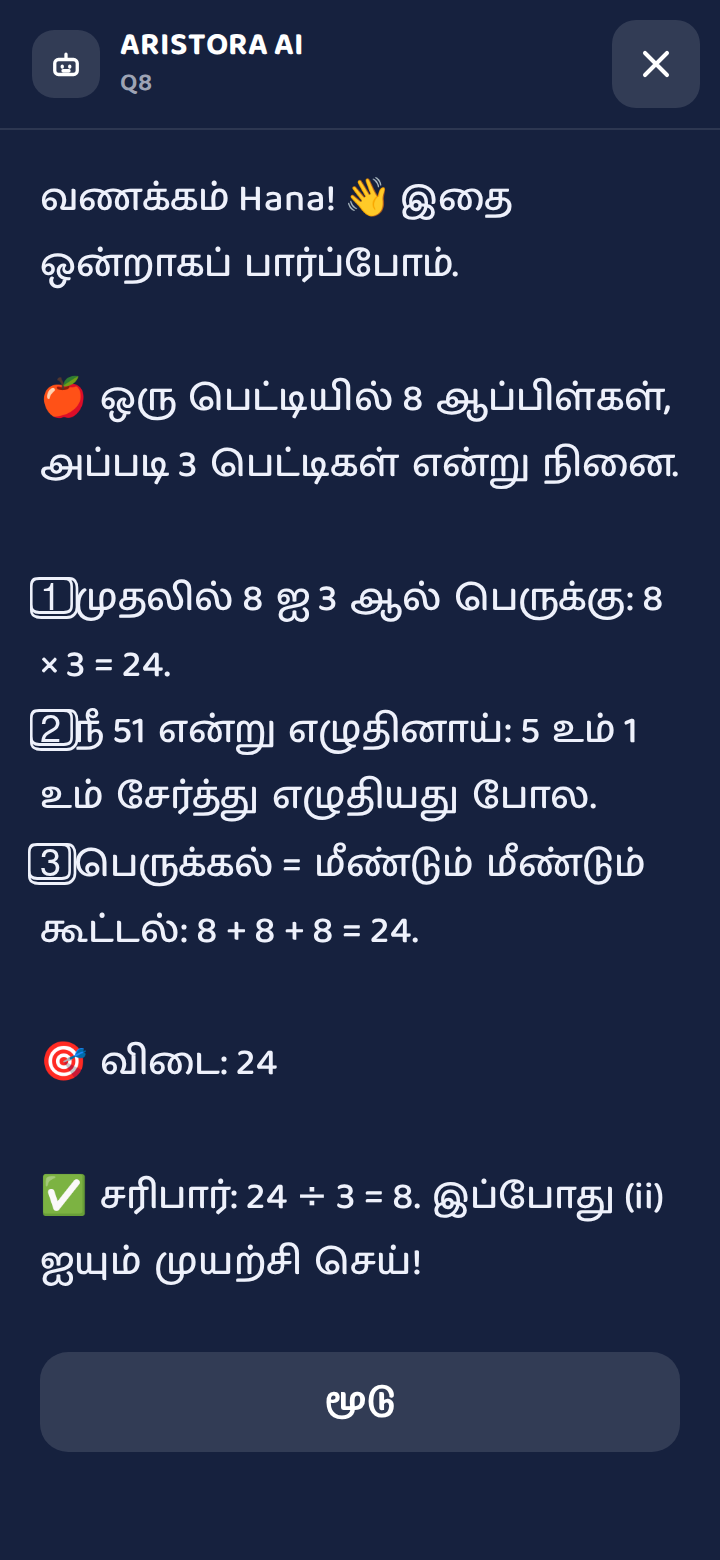 ARISTORA AI
Q8
வணக்கம் Hana! 👋 இதை
ஒன்றாகப் பார்ப்போம்.
🍎 ஒரு பெட்டியில் 8 ஆப்பிள்கள்,
அப்படி 3 பெட்டிகள் என்று நினை.
1️⃣முதலில் 8 ஐ 3 ஆல் பெருக்கு: 8
× 3 = 24.
2️⃣நீ 51 என்று எழுதினாய்: 5 உம் 1
உம் சேர்த்து எழுதியது போல.
3️⃣பெருக்கல் = மீண்டும் மீண்டும்
கூட்டல்: 8 + 8 + 8 = 24.
🎯 விடை: 24
✅ சரிபார்: 24 ÷ 3 = 8. இப்போது (ii)
ஐயும் முயற்சி செய்!
மூடு